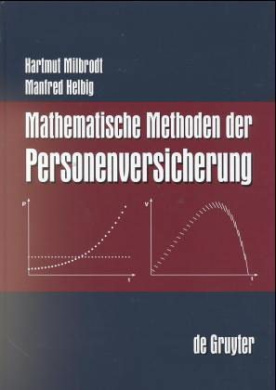 Hartmut Milbrodt
Manfred Helbig
Mathematische Methoden der
Personenversicherung
P
V
T
T
de Gruyter